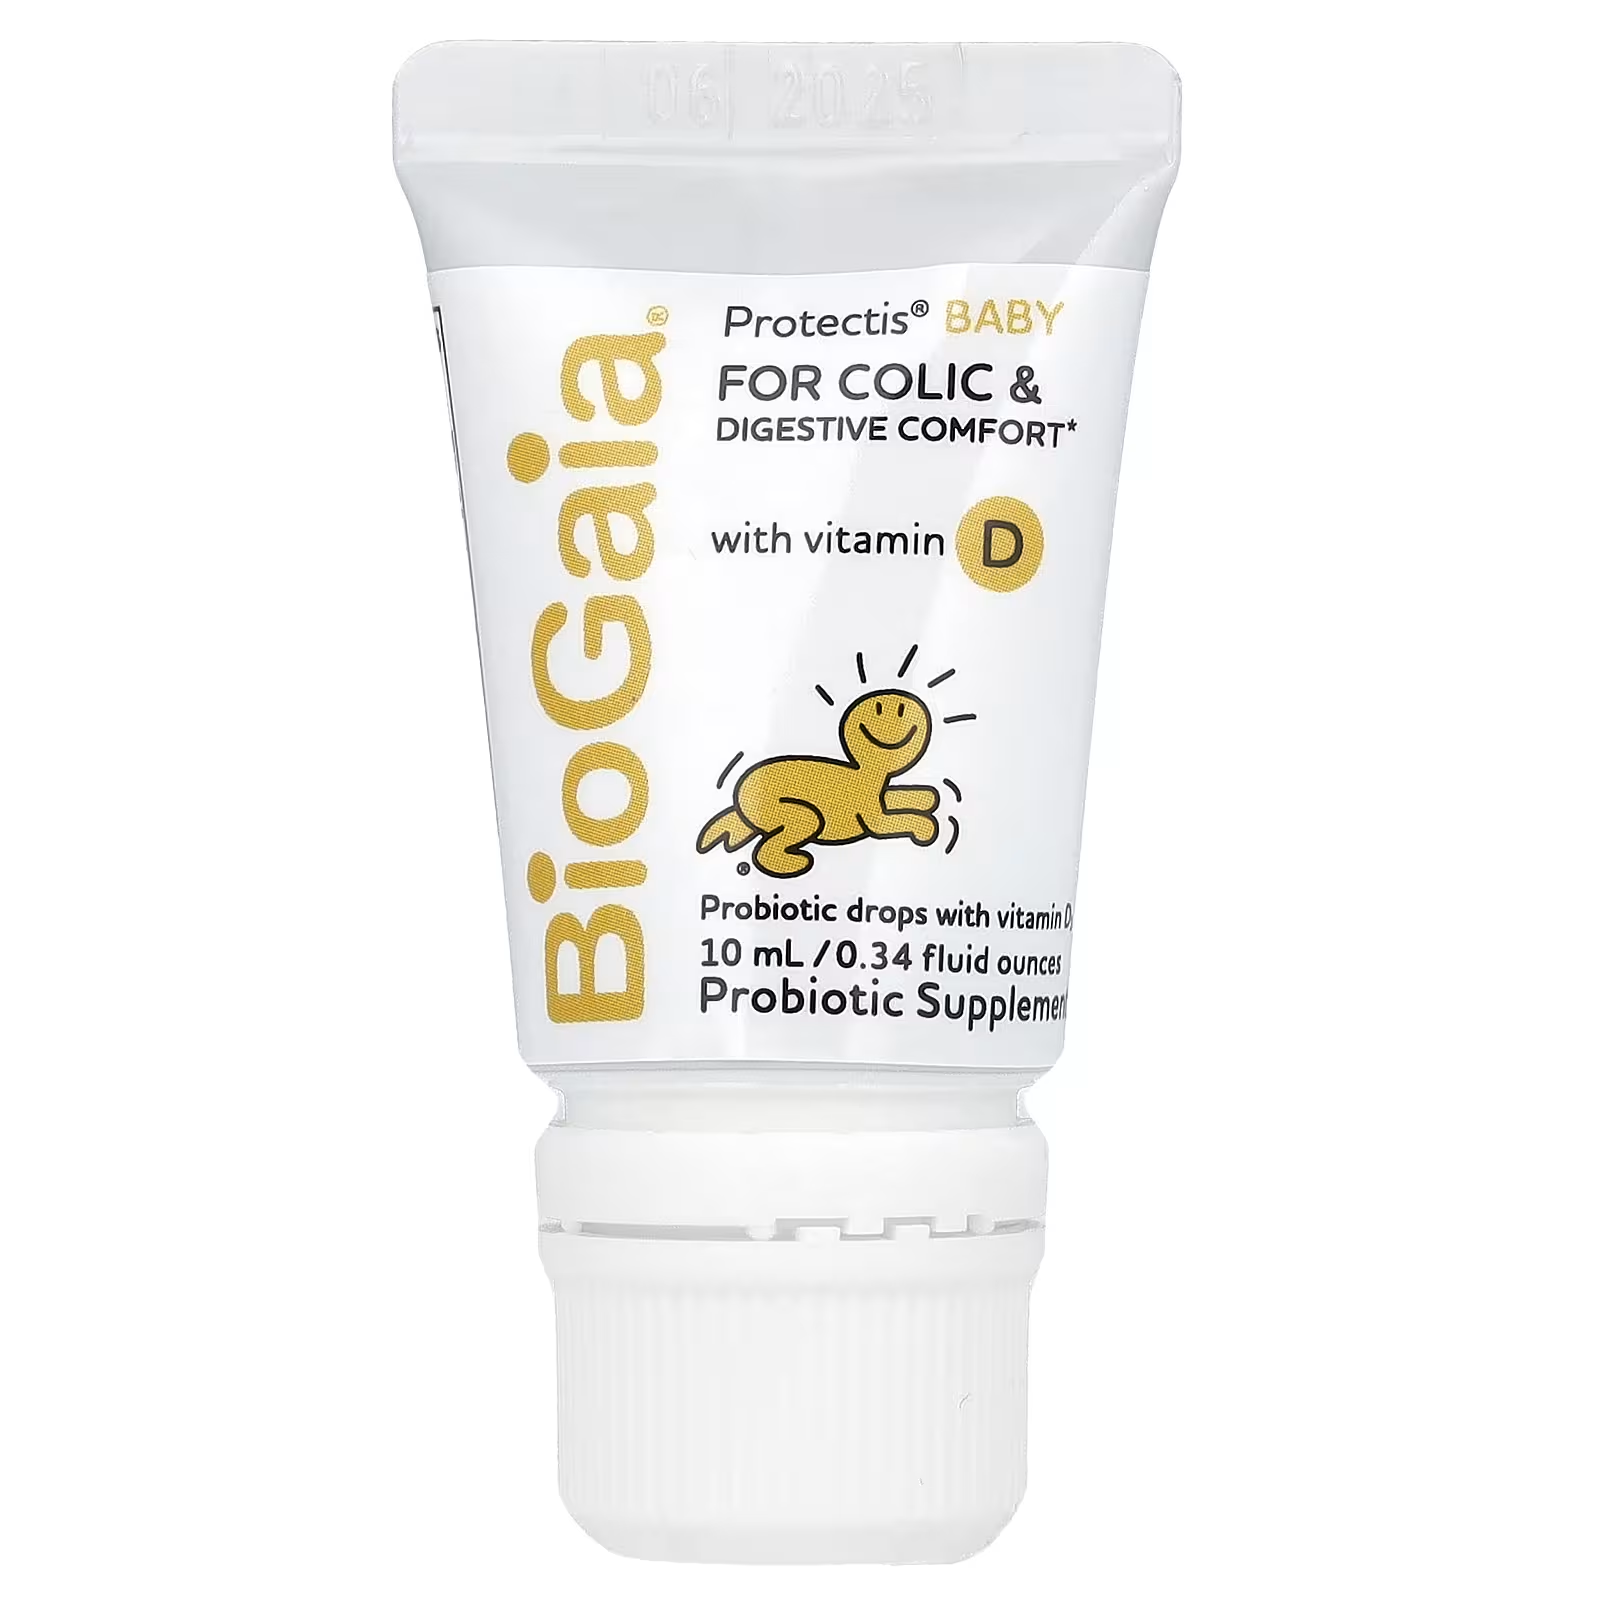 06 2025
BioGaia®
Protectis® BABY
FOR COLIC &
DIGESTIVE COMFORT*
with vitamin D
®
Probiotic drops with vitamin D
10 mL / 0.34 fluid ounces
Probiotic Supplement